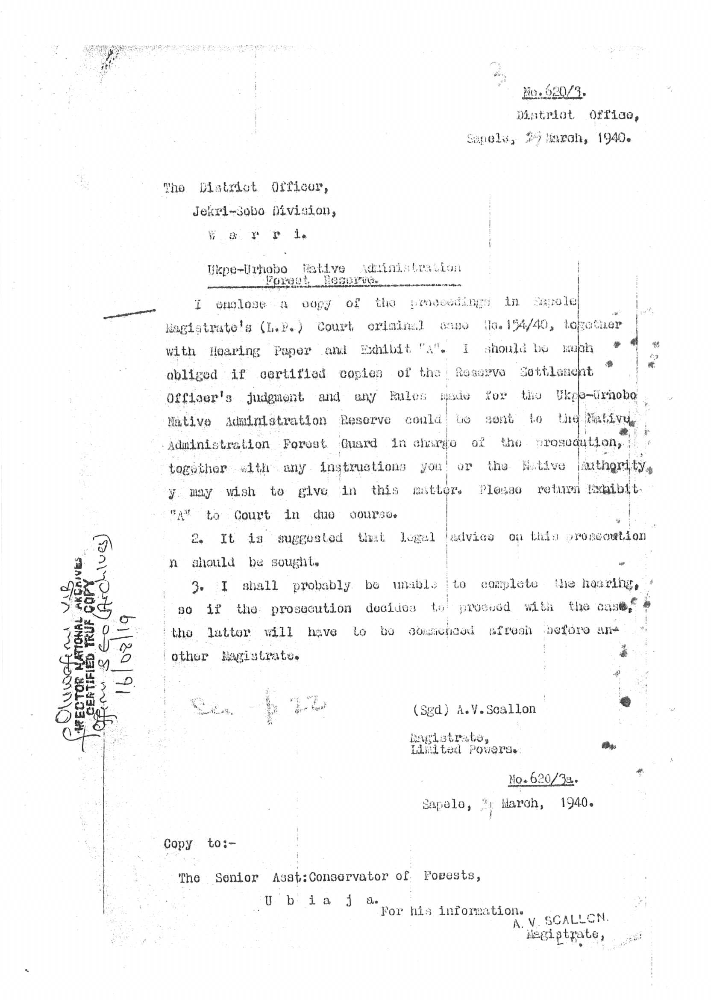 No.620/3.
District Office,
Sapele, March, 1940.
The District Officer,
Jekri-Sobo Division,
W a r r i.
Ukpe-Urhobo Native Administration
Forest Reserve.
I enclose a copy of the proceedings in Sapele
Magistrate's (L.P.) Court criminal case No.154/40, together
with Hearing Paper and Exhibit "A". I should be much
obliged if certified copies of the Reserve Settlement
Officer's judgment and any Rules made for the Ukpe-Urhobo
Native Administration Reserve could be sent to the Native
Administration Forest Guard in charge of the prosecution,
together with any instructions you or the Native Authority
y may wish to give in this matter. Please return Exhibit
"A" to Court in due course.
2. It is suggested that legal advice on this prosecution
n should be sought.
3. I shall probably be unable to complete the hearing,
so if the prosecution decides to proceed with the case,
the latter will have to be commenced afresh before an-
other Magistrate.
See p 22
(Sgd) A.V.Scallon
Magistrate,
Limited Powers.
No.620/3a.
Sapele, March, 1940.
Copy to:-
The Senior Asst:Conservator of Forests,
U b i a j a.
For his information.
A. V. SCALLON.
Magistrate,
DIRECTOR NATIONAL ARCHIVES
CERTIFIED TRUE COPY
(Archives)
16/02/19